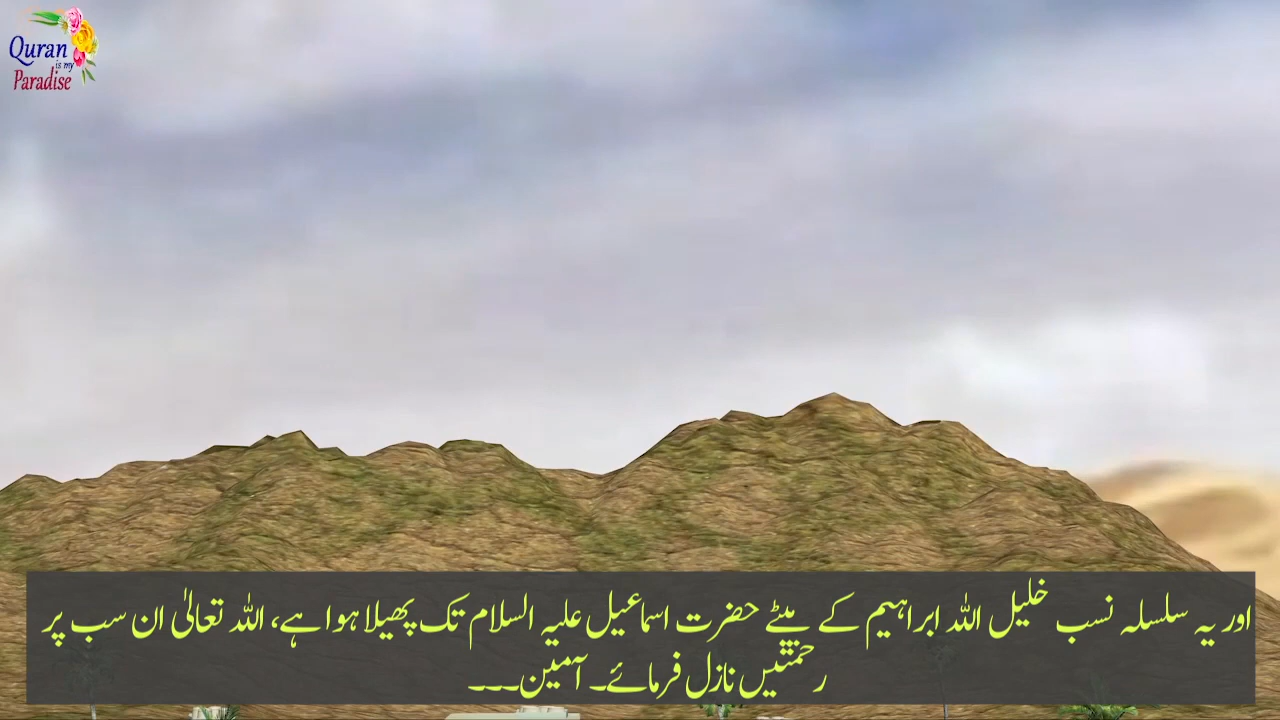 Quran
is my
Paradise
اور یہ سلسلہ نسب خلیل اللہ ابراہیم کے بیٹے حضرت اسماعیل علیہ السلام تک پھیلا ہوا ہے، اللہ تعالیٰ ان سب پر
رحمتیں نازل فرمائے۔ آمین۔۔۔